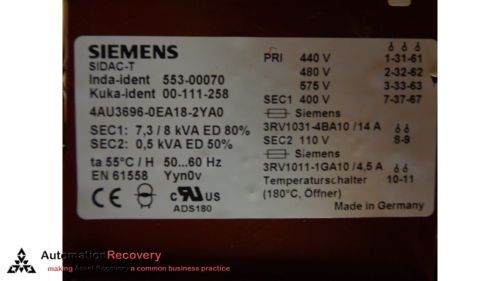 SIEMENS
SIDAC-T
Inda-ident 553-00070
Kuka-ident 00-111-258
4AU3696-0EA18-2YA0
SEC1: 7,3/8 kVA ED 80%
SEC2: 0,5 kVA ED 50%
ta 55°C/H 50...60 Hz
EN 61558 Yyn0v
CE
c UR US
ADS180
PRI 440 V 1-31-61
480 V 2-32-62
575 V 3-33-63
SEC1 400 V 7-37-67
Siemens
3RV1031-4BA10/14 A
SEC2 110 V 8-9
Siemens
3RV1011-1GA10/4,5 A
Temperaturschalter 10-11
(180°C, Öffner)
Made in Germany
AutomationRecovery
making Asset Recovery a common business practice